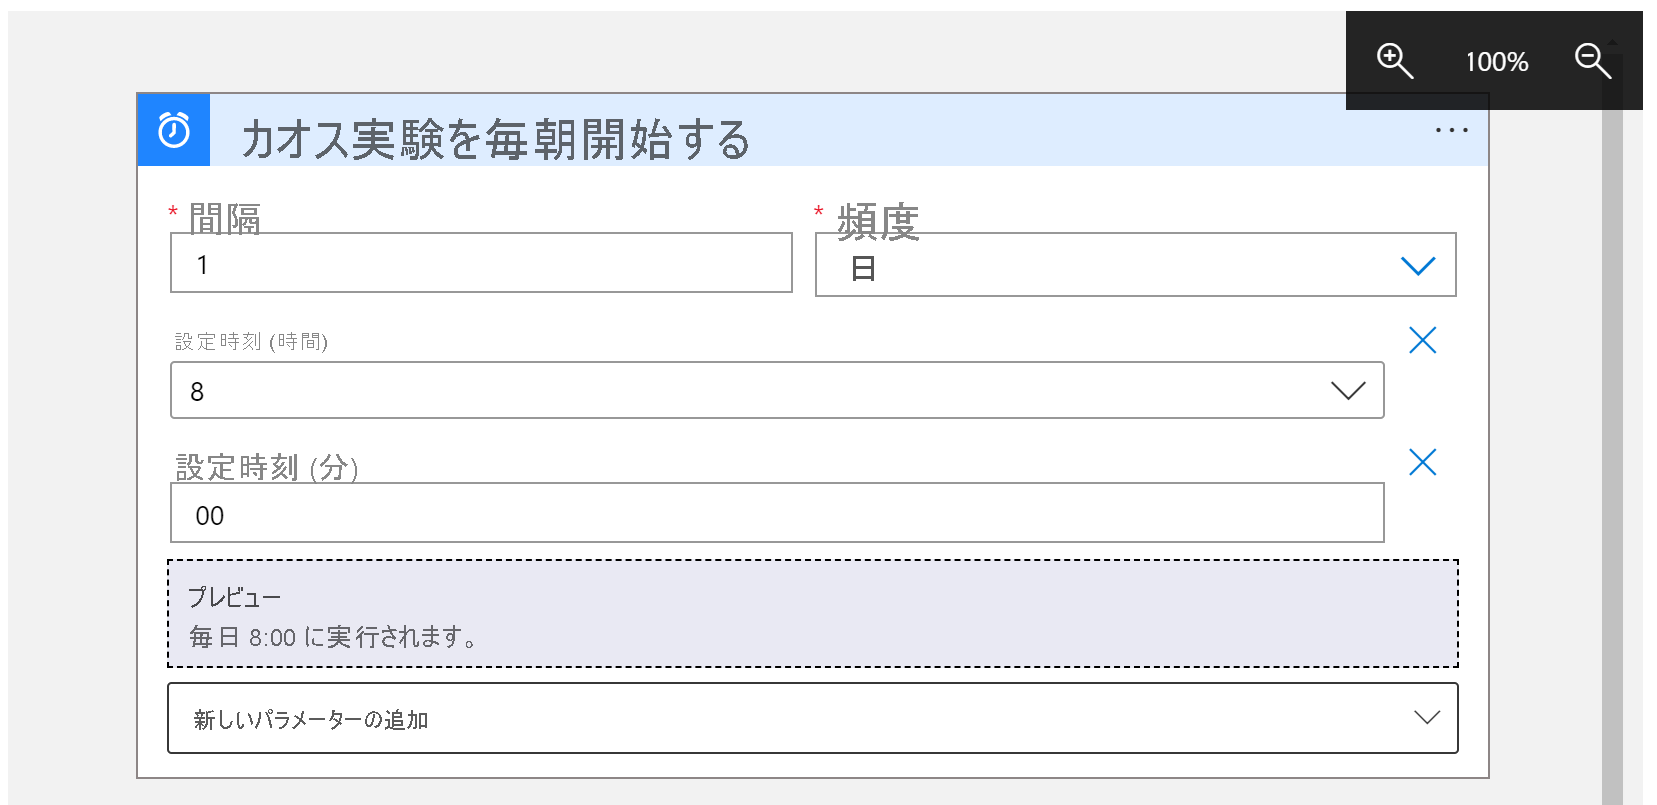 100%
カオス実験を毎朝開始する
...
* 間隔
* 頻度
1
日
設定時刻 (時間)
8
設定時刻 (分)
00
プレビュー
毎日 8:00 に実行されます。
新しいパラメーターの追加